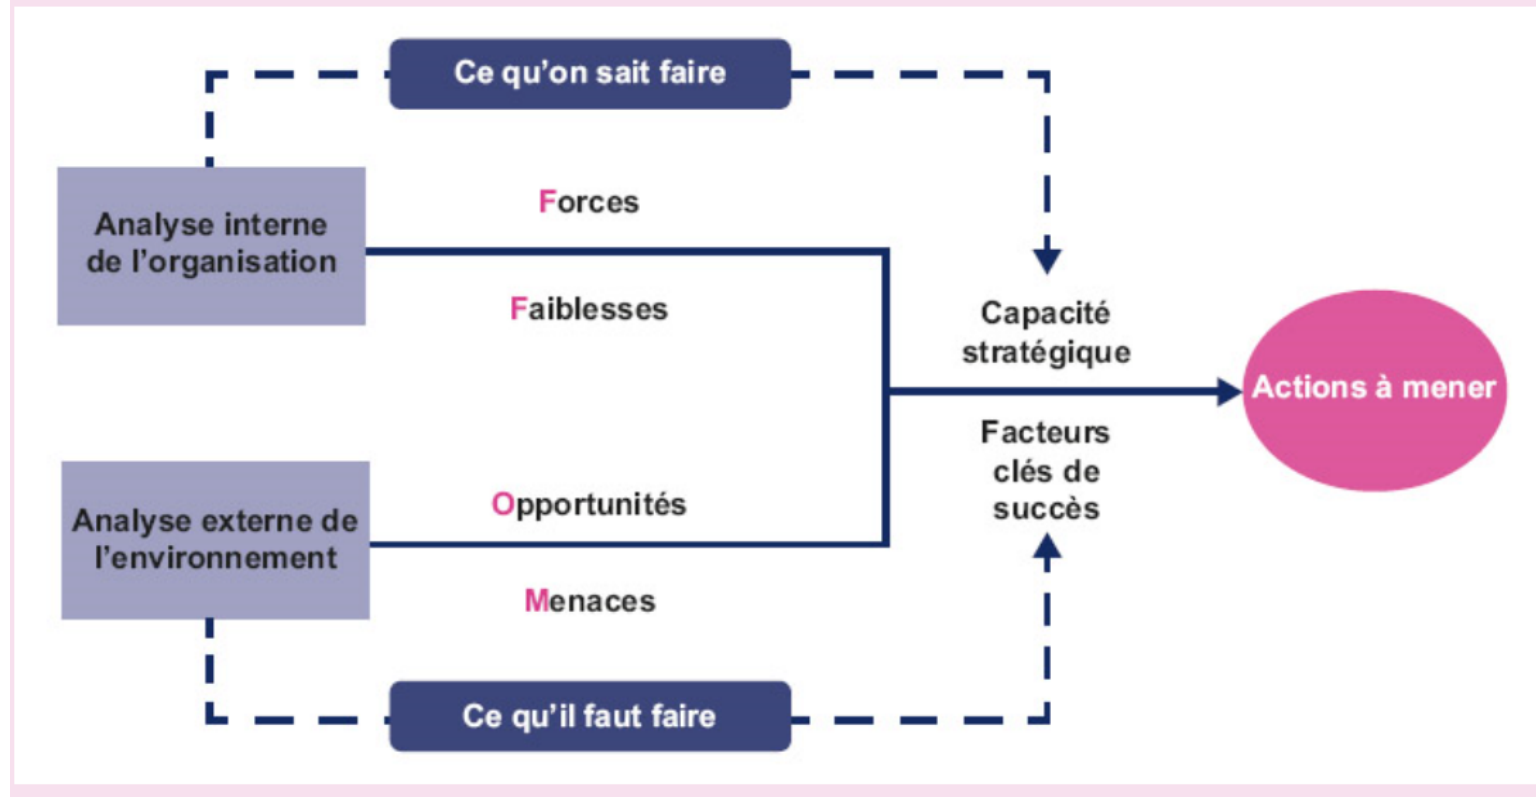 Ce qu’on sait faire
Forces
Analyse interne
de l’organisation
Faiblesses
Capacité
stratégique
Actions à mener
Facteurs
clés de
succès
Opportunités
Analyse externe de
l’environnement
Menaces
Ce qu’il faut faire